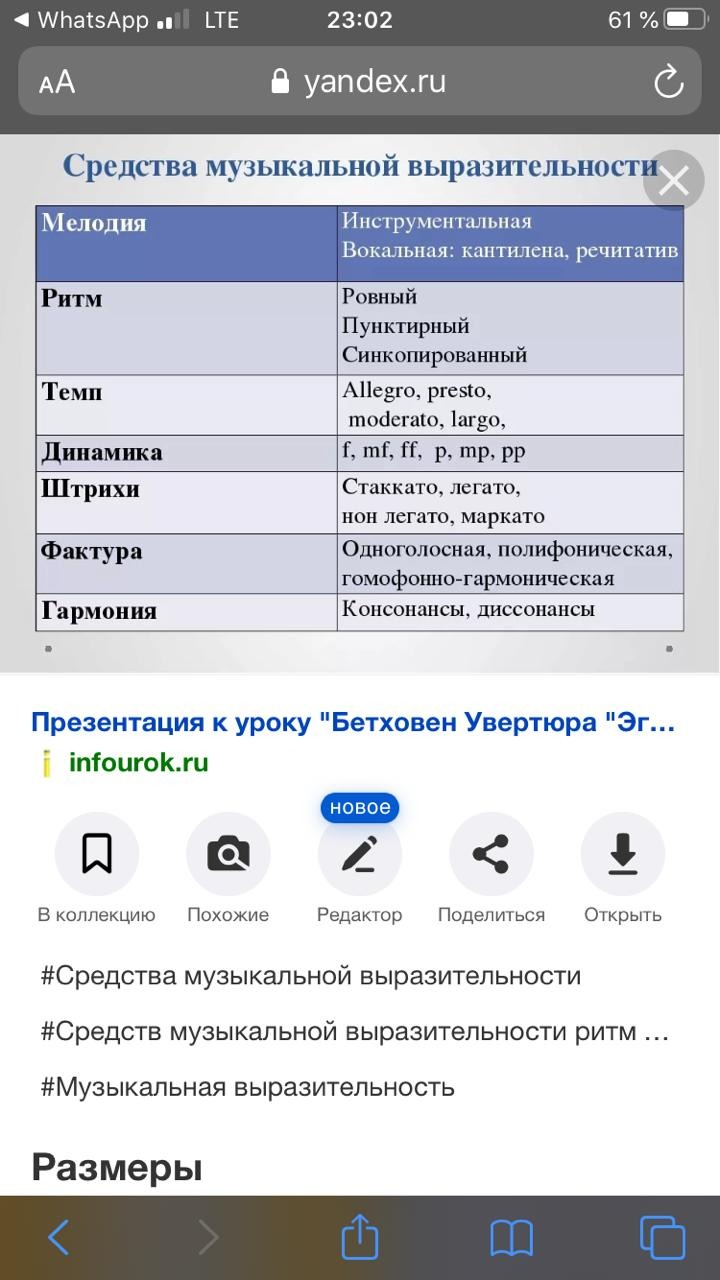 WhatsApp LTE 23:02 61 %
AA yandex.ru
Средства музыкальной выразительности
Мелодия
Инструментальная
Вокальная: кантилена, речитатив
Ритм
Ровный
Пунктирный
Синкопированный
Темп
Allegro, presto,
moderato, largo,
Динамика
f, mf, ff, p, mp, pp
Штрихи
Стаккато, легато,
нон легато, маркато
Фактура
Одноголосная, полифоническая,
гомофонно-гармоническая
Гармония
Консонансы, диссонансы
Презентация к уроку "Бетховен Увертюра "Эг...
infourok.ru
новое
В коллекцию Похожие Редактор Поделиться Открыть
#Средства музыкальной выразительности
#Средств музыкальной выразительности ритм ...
#Музыкальная выразительность
Размеры